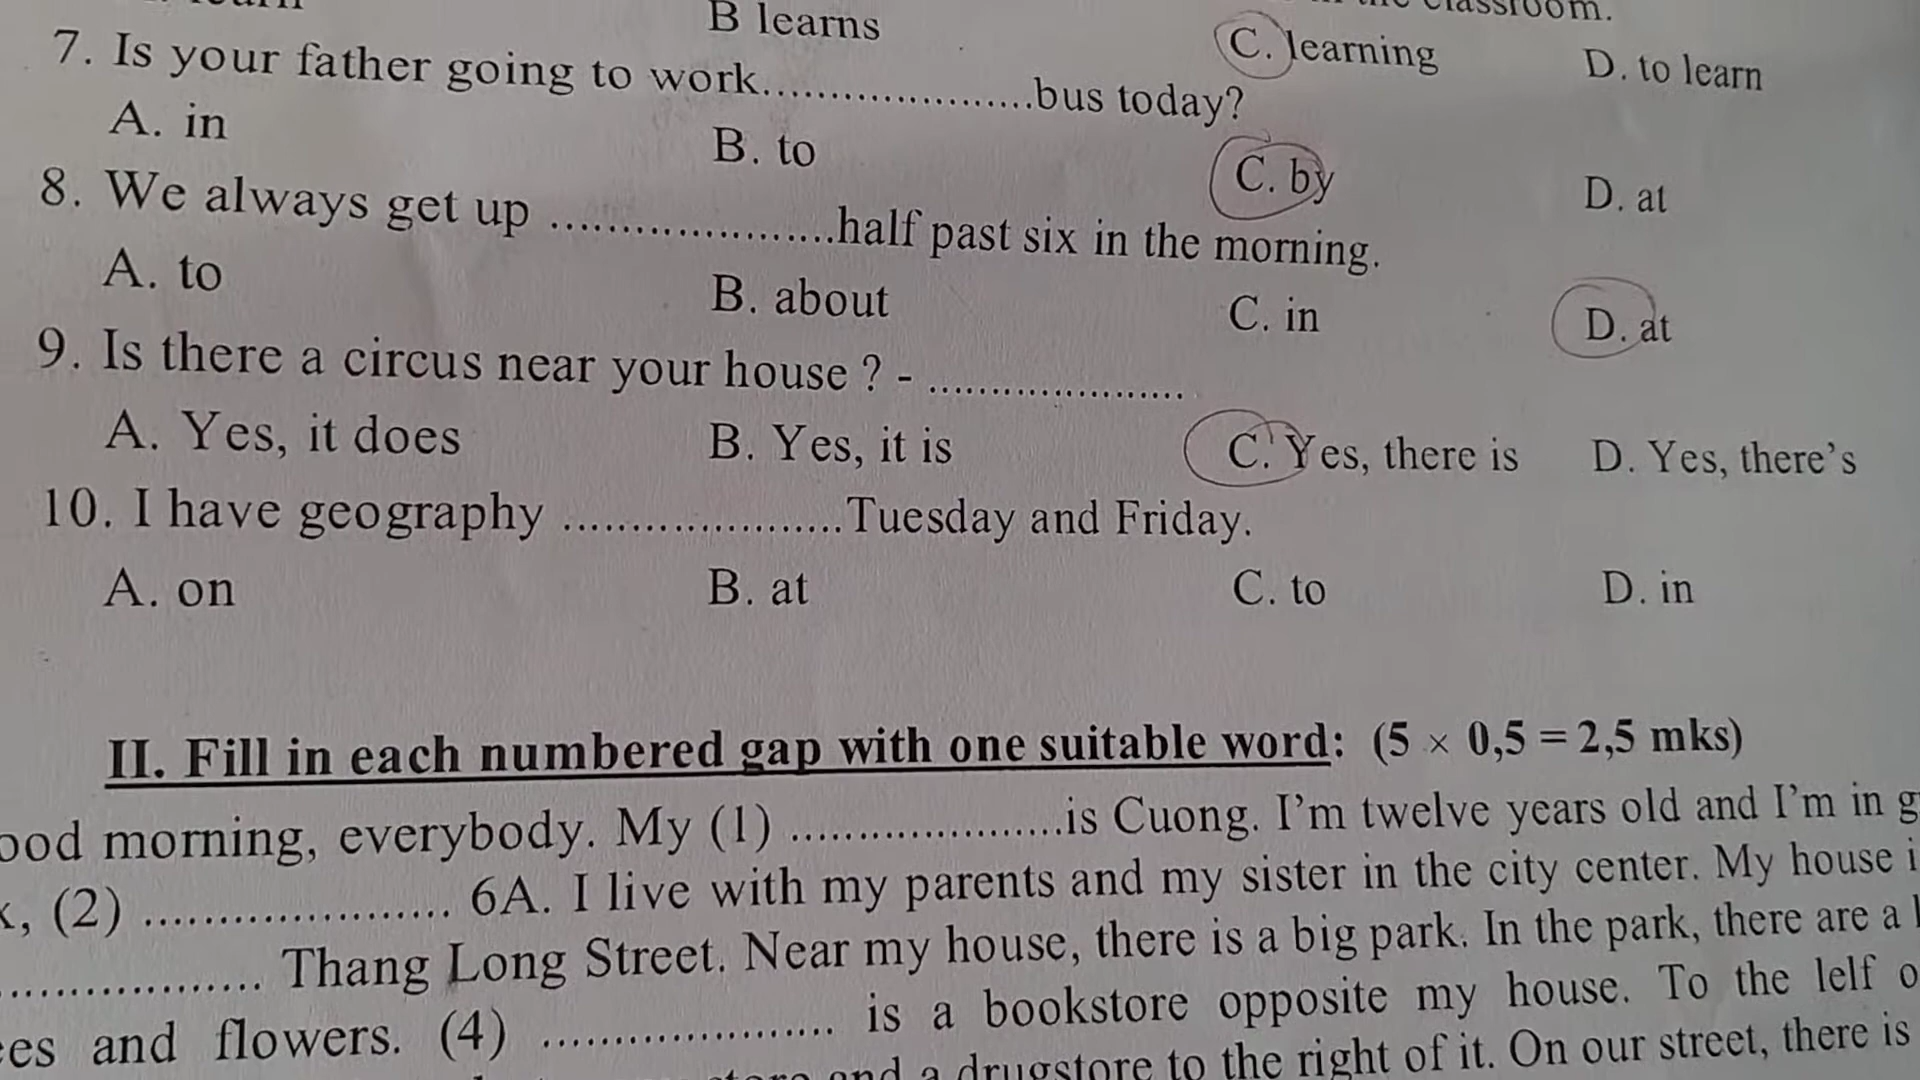 B learns C. learning D. to learn
classroom.
7. Is your father going to work.....................bus today?
A. in B. to C. by D. at
8. We always get up ......................half past six in the morning.
A. to B. about C. in D. at
9. Is there a circus near your house ? - ....................
A. Yes, it does B. Yes, it is C. Yes, there is D. Yes, there's
10. I have geography ......................Tuesday and Friday.
A. on B. at C. to D. in
II. Fill in each numbered gap with one suitable word: (5 × 0,5 = 2,5 mks)
ood morning, everybody. My (1) .....................is Cuong. I'm twelve years old and I'm in g
, (2) ...................... 6A. I live with my parents and my sister in the city center. My house i
.................. Thang Long Street. Near my house, there is a big park. In the park, there are a l
es and flowers. (4) ...................... is a bookstore opposite my house. To the lelf o
and a drugstore to the right of it. On our street, there is